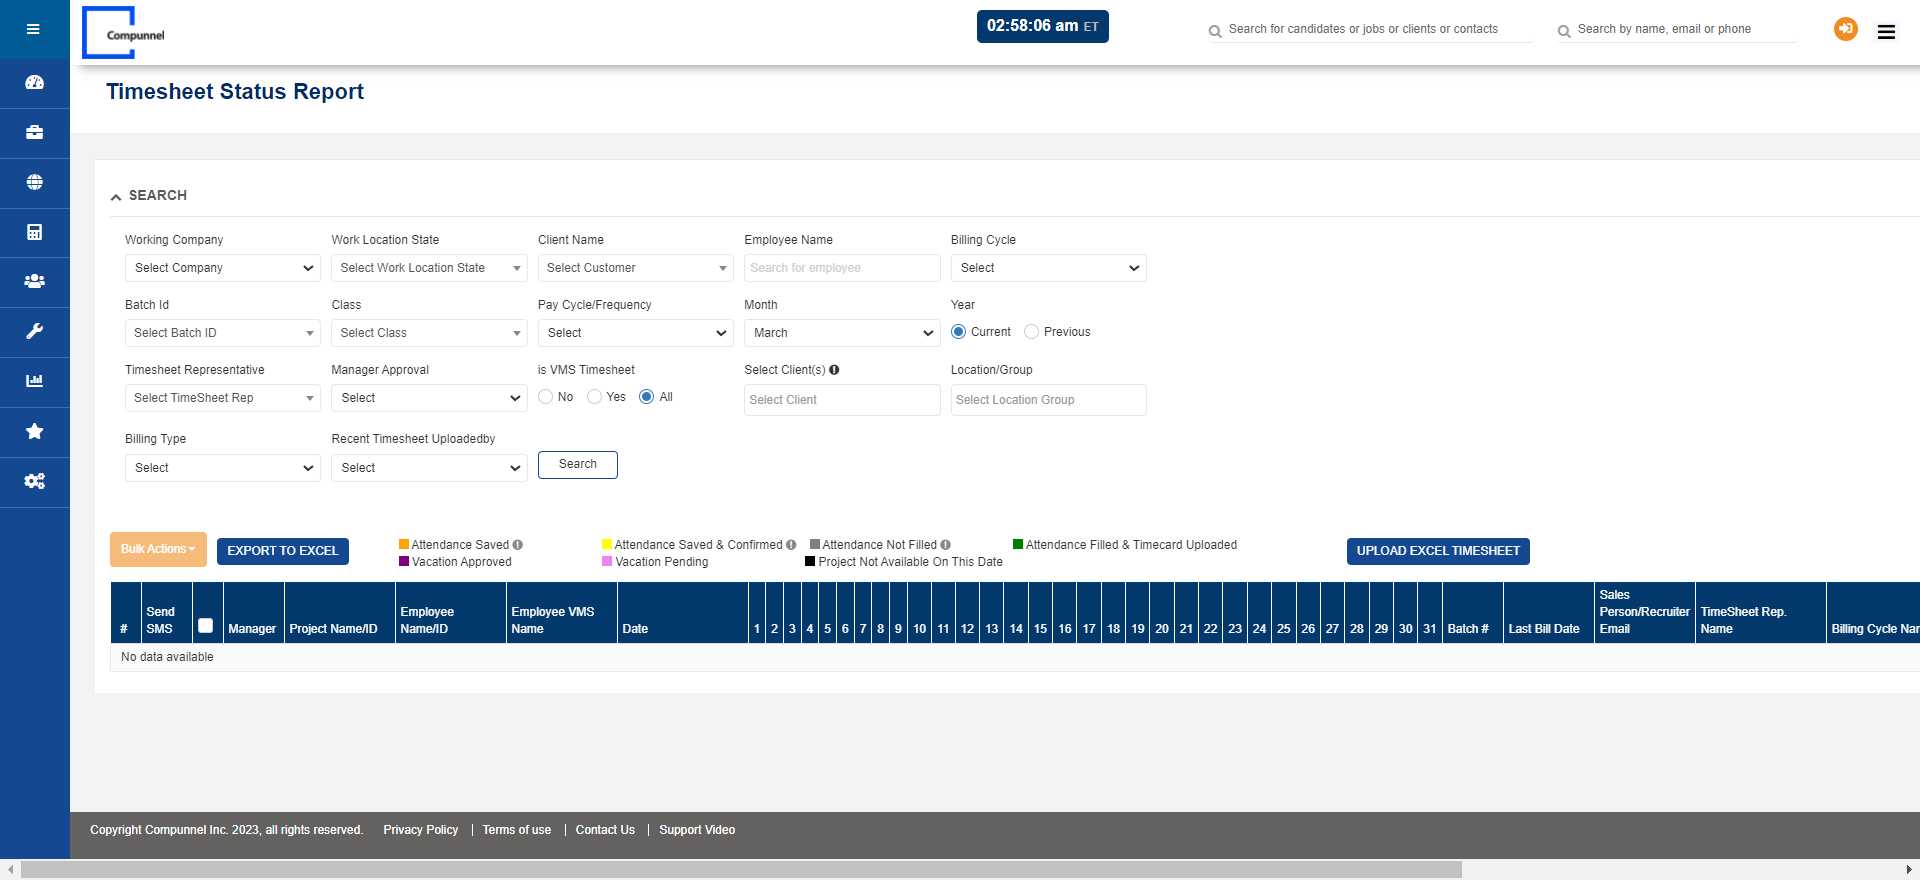 Compunnel
02:58:06 am ET
Search for candidates or jobs or clients or contacts
Search by name, email or phone
Timesheet Status Report
SEARCH
Working Company
Work Location State
Client Name
Employee Name
Billing Cycle
Select Company
Select Work Location State
Select Customer
Search for employee
Select
Batch Id
Class
Pay Cycle/Frequency
Month
Year
Select Batch ID
Select Class
Select
March
Current
Previous
Timesheet Representative
Manager Approval
is VMS Timesheet
Select Client(s)
Location/Group
Select TimeSheet Rep
Select
No
Yes
All
Select Client
Select Location Group
Billing Type
Recent Timesheet Uploadedby
Select
Select
Search
Bulk Actions
EXPORT TO EXCEL
Attendance Saved
Attendance Saved & Confirmed
Attendance Not Filled
Attendance Filled & Timecard Uploaded
Vacation Approved
Vacation Pending
Project Not Available On This Date
UPLOAD EXCEL TIMESHEET
#
Send SMS
Manager
Project Name/ID
Employee Name/ID
Employee VMS Name
Date
1 2 3 4 5 6 7 8 9 10 11 12 13 14 15 16 17 18 19 20 21 22 23 24 25 26 27 28 29 30 31
Batch #
Last Bill Date
Sales Person/Recruiter Email
TimeSheet Rep. Name
Billing Cycle Nar
No data available
Copyright Compunnel Inc. 2023, all rights reserved.
Privacy Policy
Terms of use
Contact Us
Support Video